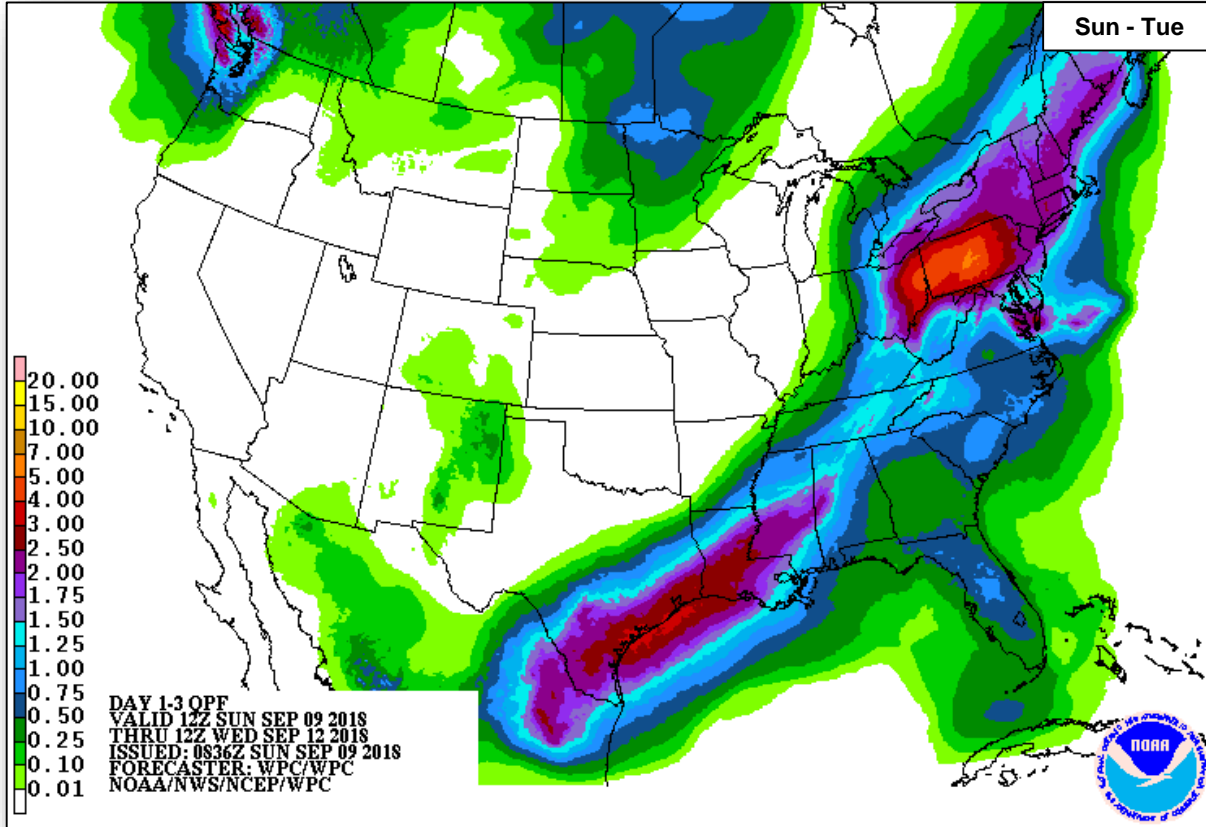 Sun - Tue
20.00
15.00
10.00
7.00
5.00
4.00
3.00
2.50
2.00
1.75
1.50
1.25
1.00
0.75
0.50
0.25
0.10
0.01
DAY 1-3 QPF
VALID 12Z SUN SEP 09 2018
THRU 12Z WED SEP 12 2018
ISSUED: 0836Z SUN SEP 09 2018
FORECASTER: WPC/WPC
NOAA/NWS/NCEP/WPC
NOAA